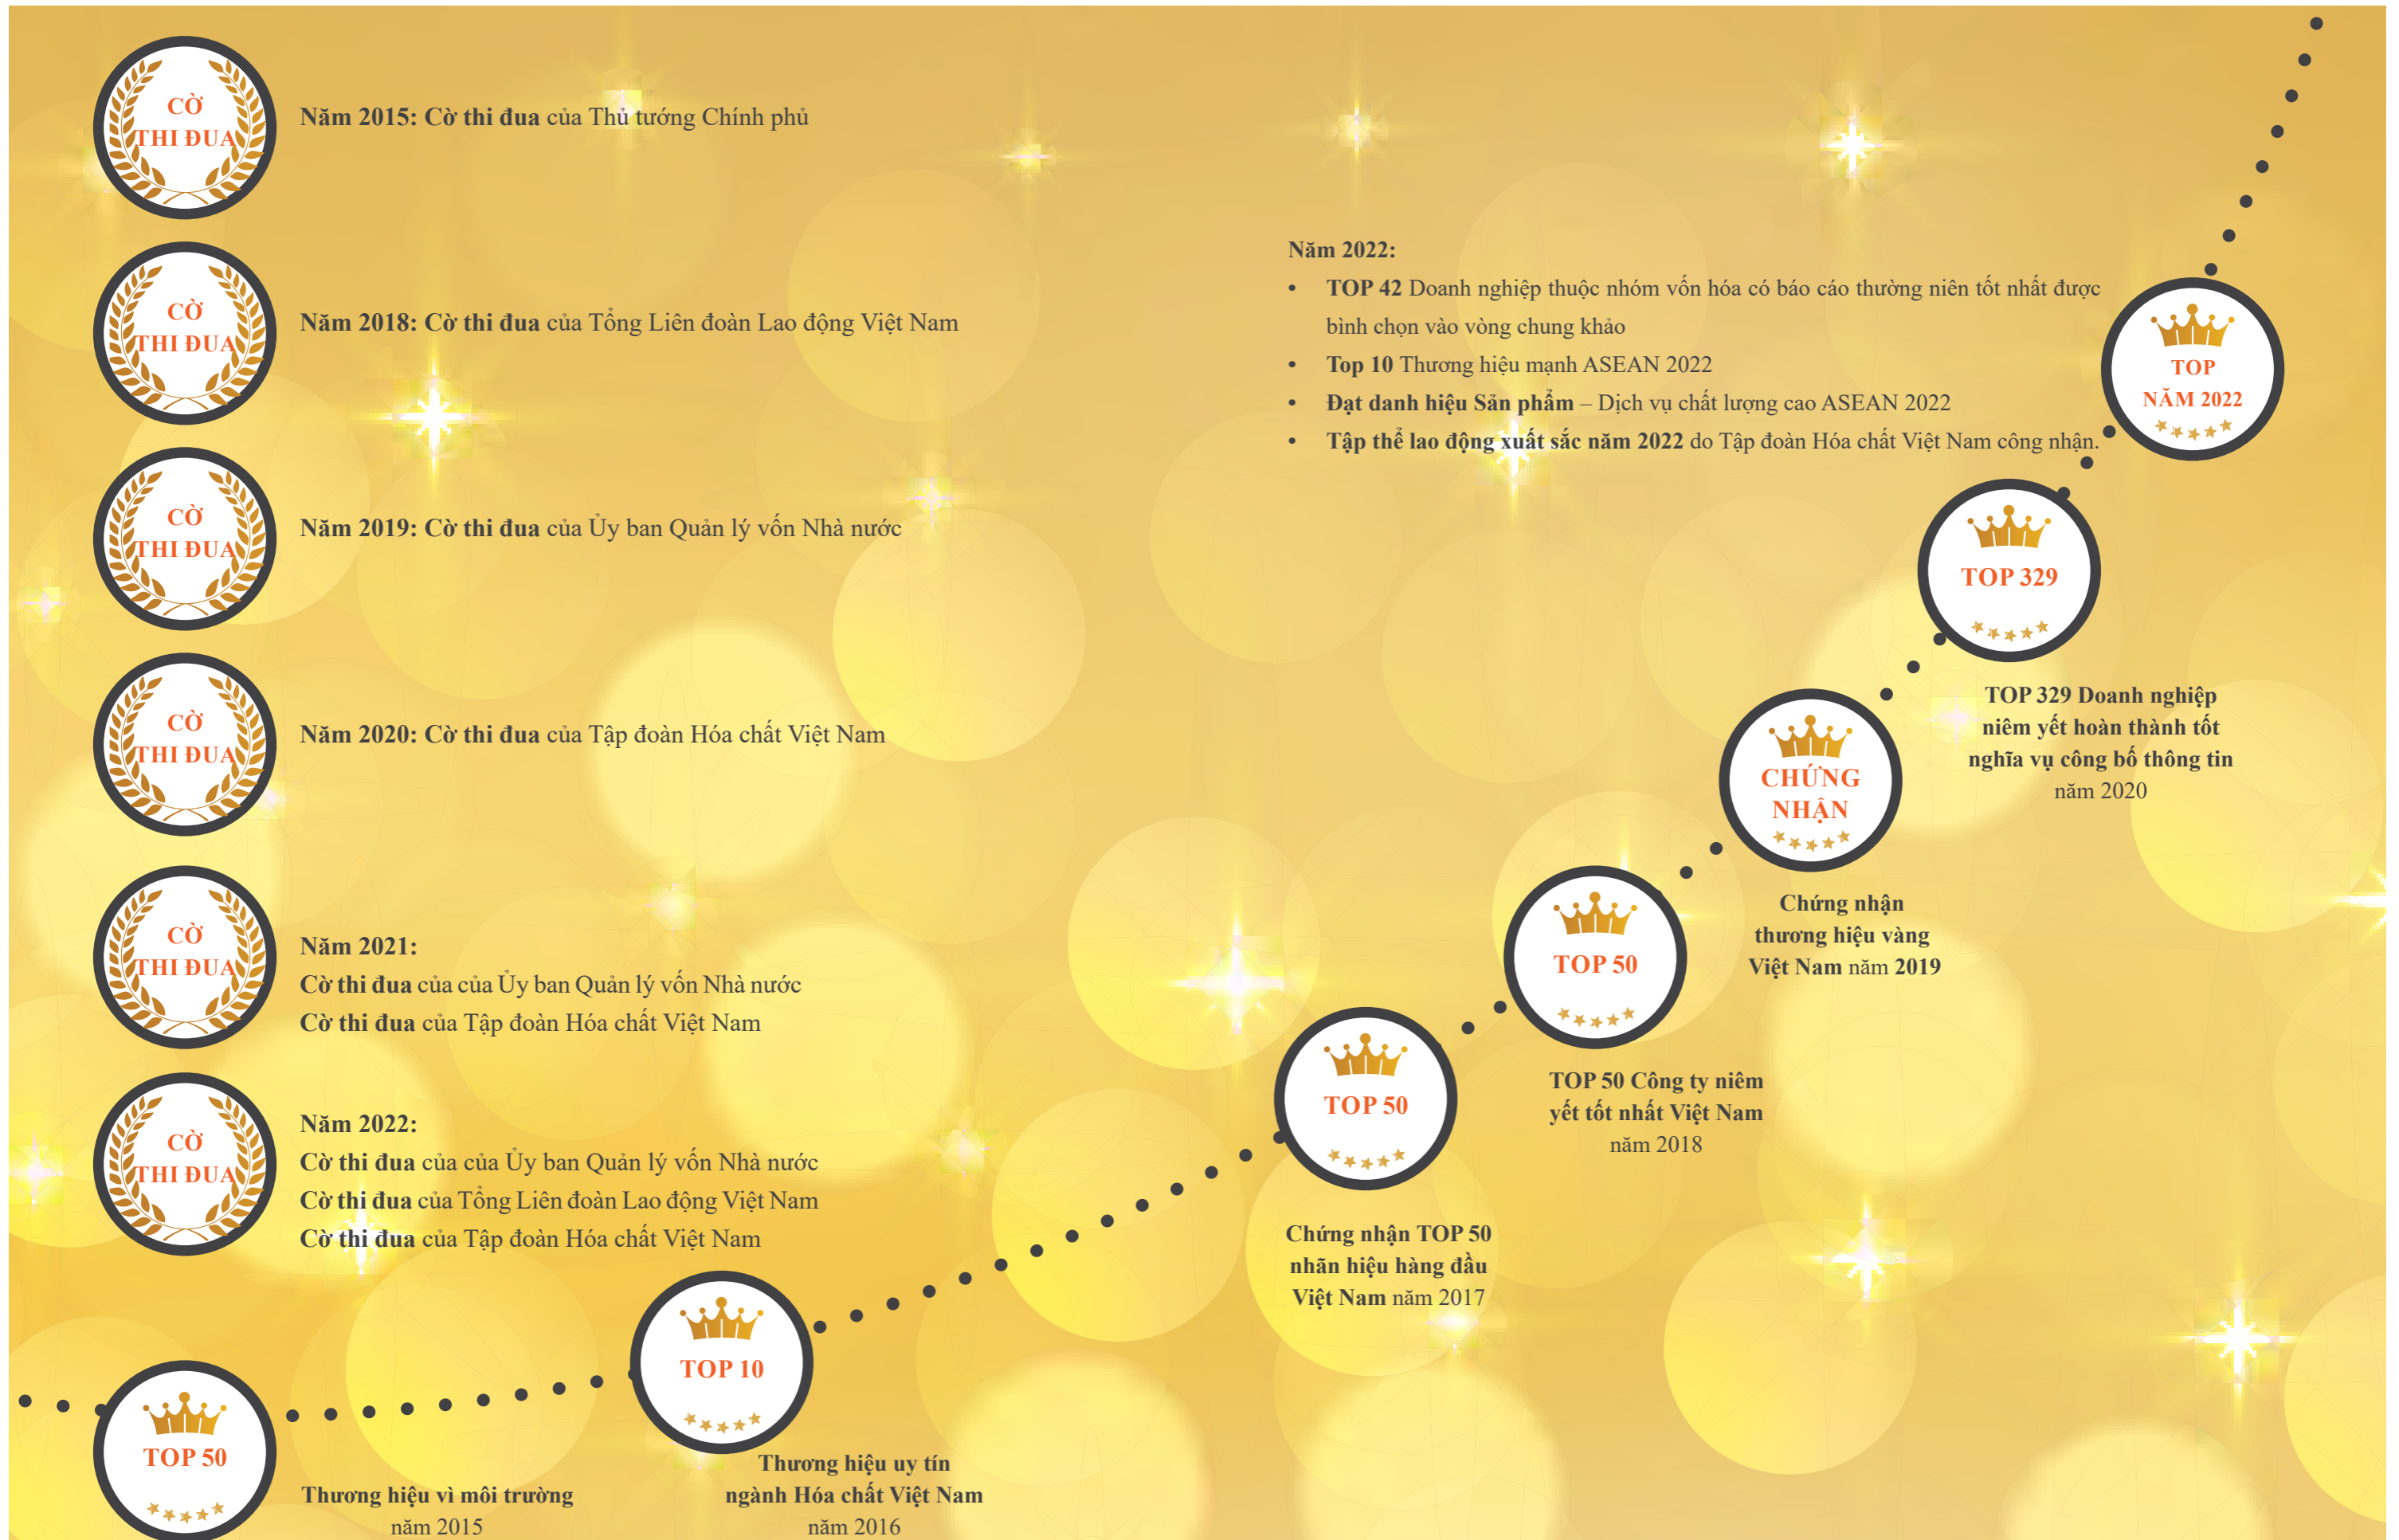 CỜ
THI ĐUA
Năm 2015: Cờ thi đua của Thủ tướng Chính phủ
CỜ
THI ĐUA
Năm 2018: Cờ thi đua của Tổng Liên đoàn Lao động Việt Nam
CỜ
THI ĐUA
Năm 2019: Cờ thi đua của Ủy ban Quản lý vốn Nhà nước
CỜ
THI ĐUA
Năm 2020: Cờ thi đua của Tập đoàn Hóa chất Việt Nam
CỜ
THI ĐUA
Năm 2021:
Cờ thi đua của của Ủy ban Quản lý vốn Nhà nước
Cờ thi đua của Tập đoàn Hóa chất Việt Nam
CỜ
THI ĐUA
Năm 2022:
Cờ thi đua của của Ủy ban Quản lý vốn Nhà nước
Cờ thi đua của Tổng Liên đoàn Lao động Việt Nam
Cờ thi đua của Tập đoàn Hóa chất Việt Nam
TOP 50
Thương hiệu vì môi trường
năm 2015
TOP 10
Thương hiệu uy tín
ngành Hóa chất Việt Nam
năm 2016
TOP 50
Chứng nhận TOP 50
nhãn hiệu hàng đầu
Việt Nam năm 2017
TOP 50
TOP 50 Công ty niêm
yết tốt nhất Việt Nam
năm 2018
CHỨNG
NHẬN
Chứng nhận
thương hiệu vàng
Việt Nam năm 2019
TOP 329
TOP 329 Doanh nghiệp
niêm yết hoàn thành tốt
nghĩa vụ công bố thông tin
năm 2020
TOP
NĂM 2022
Năm 2022:
• TOP 42 Doanh nghiệp thuộc nhóm vốn hóa có báo cáo thường niên tốt nhất được
bình chọn vào vòng chung khảo
• Top 10 Thương hiệu mạnh ASEAN 2022
• Đạt danh hiệu Sản phẩm – Dịch vụ chất lượng cao ASEAN 2022
• Tập thể lao động xuất sắc năm 2022 do Tập đoàn Hóa chất Việt Nam công nhận.